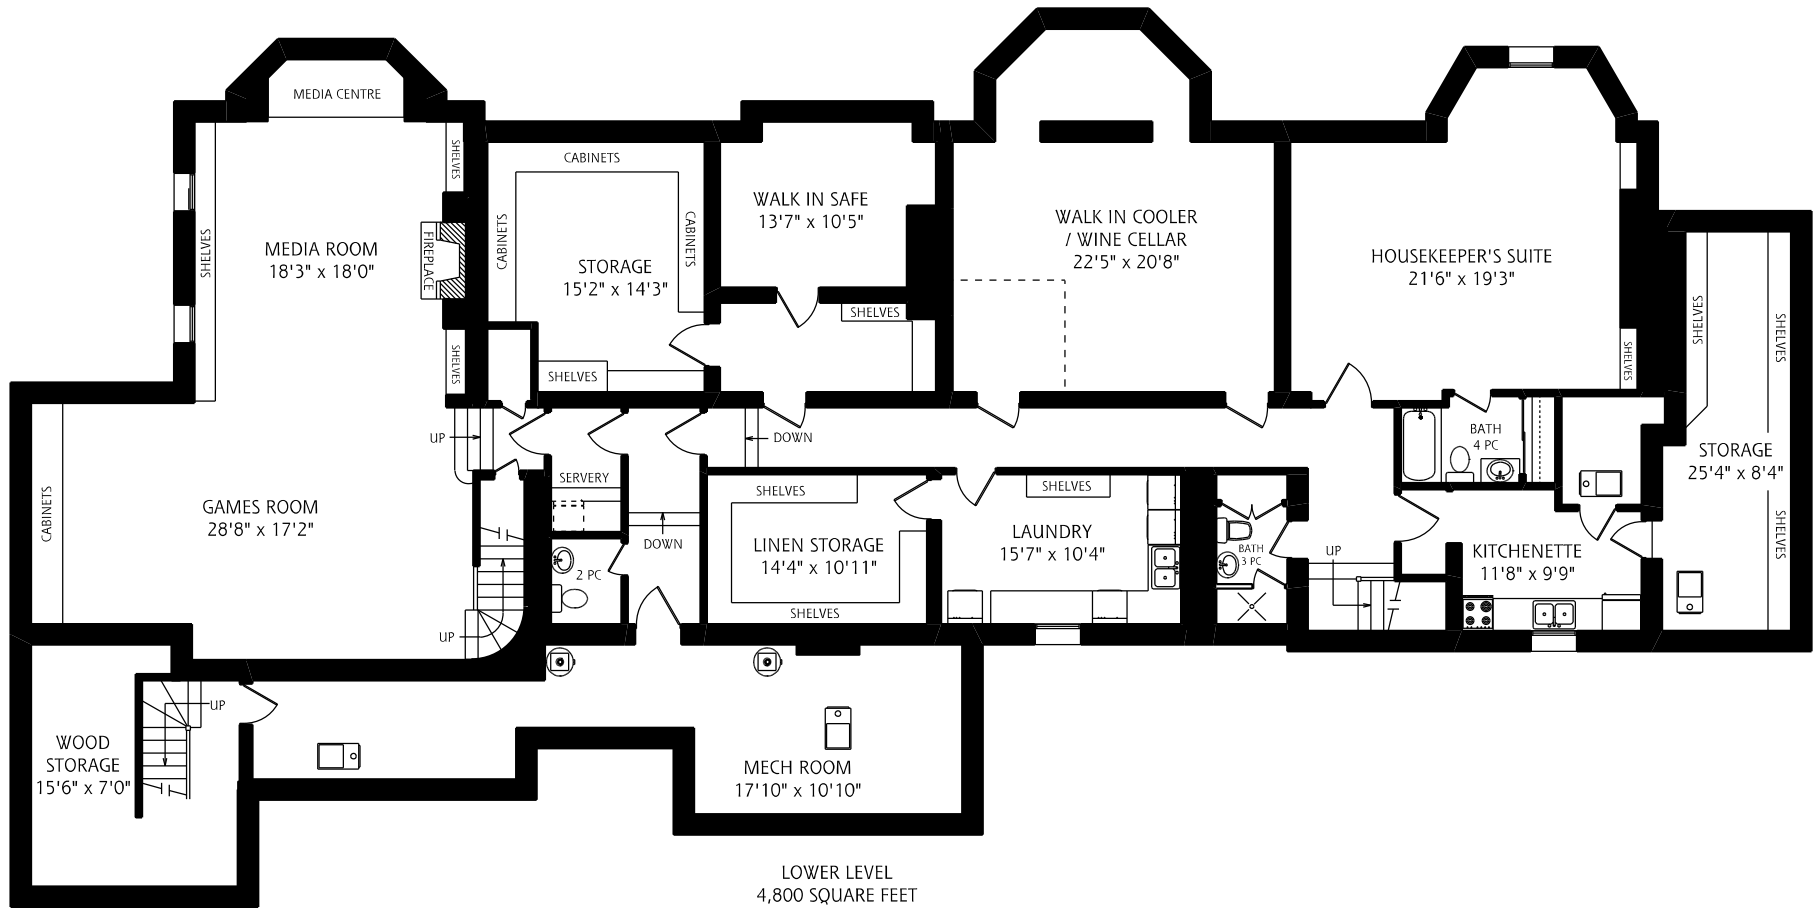 MEDIA CENTRE
SHELVES
SHELVES
MEDIA ROOM
18'3" x 18'0"
FIREPLACE
SHELVES
CABINETS
CABINETS
CABINETS
STORAGE
15'2" x 14'3"
SHELVES
WALK IN SAFE
13'7" x 10'5"
SHELVES
WALK IN COOLER
/ WINE CELLAR
22'5" x 20'8"
HOUSEKEEPER'S SUITE
21'6" x 19'3"
SHELVES
SHELVES
SHELVES
STORAGE
25'4" x 8'4"
SHELVES
UP
DOWN
BATH
4 PC
CABINETS
GAMES ROOM
28'8" x 17'2"
SERVERY
DOWN
2 PC
UP
SHELVES
LINEN STORAGE
14'4" x 10'11"
SHELVES
SHELVES
LAUNDRY
15'7" x 10'4"
BATH
3 PC
UP
KITCHENETTE
11'8" x 9'9"
UP
WOOD
STORAGE
15'6" x 7'0"
MECH ROOM
17'10" x 10'10"
LOWER LEVEL
4,800 SQUARE FEET